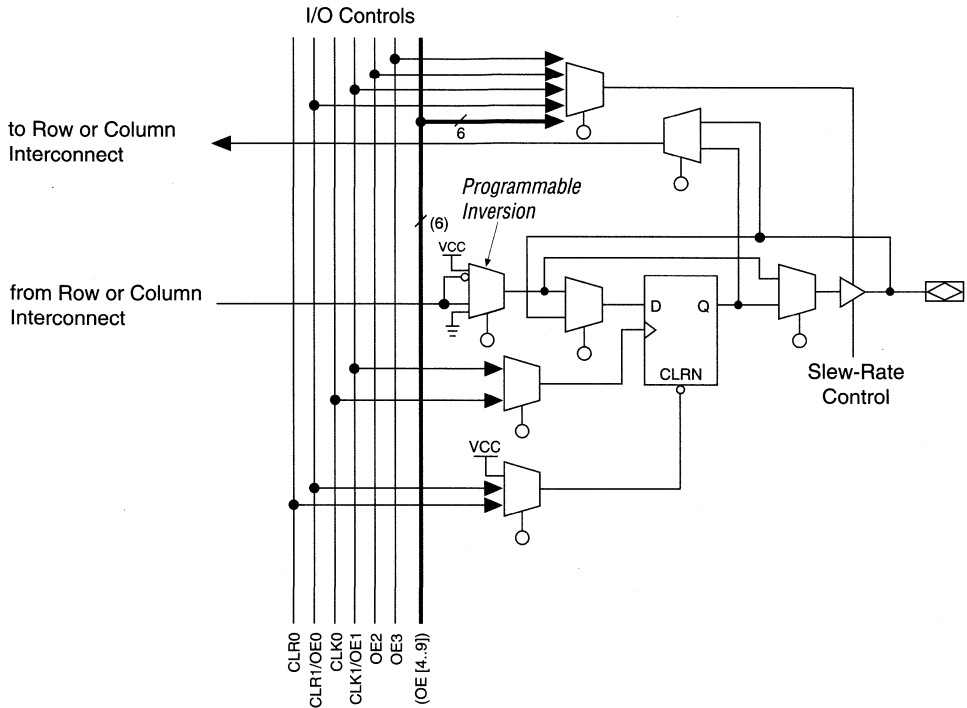 I/O Controls
to Row or Column
Interconnect
6
Programmable
Inversion
(6)
VCC
from Row or Column
Interconnect
D
Q
CLRN
Slew-Rate
Control
VCC
CLR0
CLR1/OE0
CLK0
CLK1/OE1
OE2
OE3
(OE [4..9])